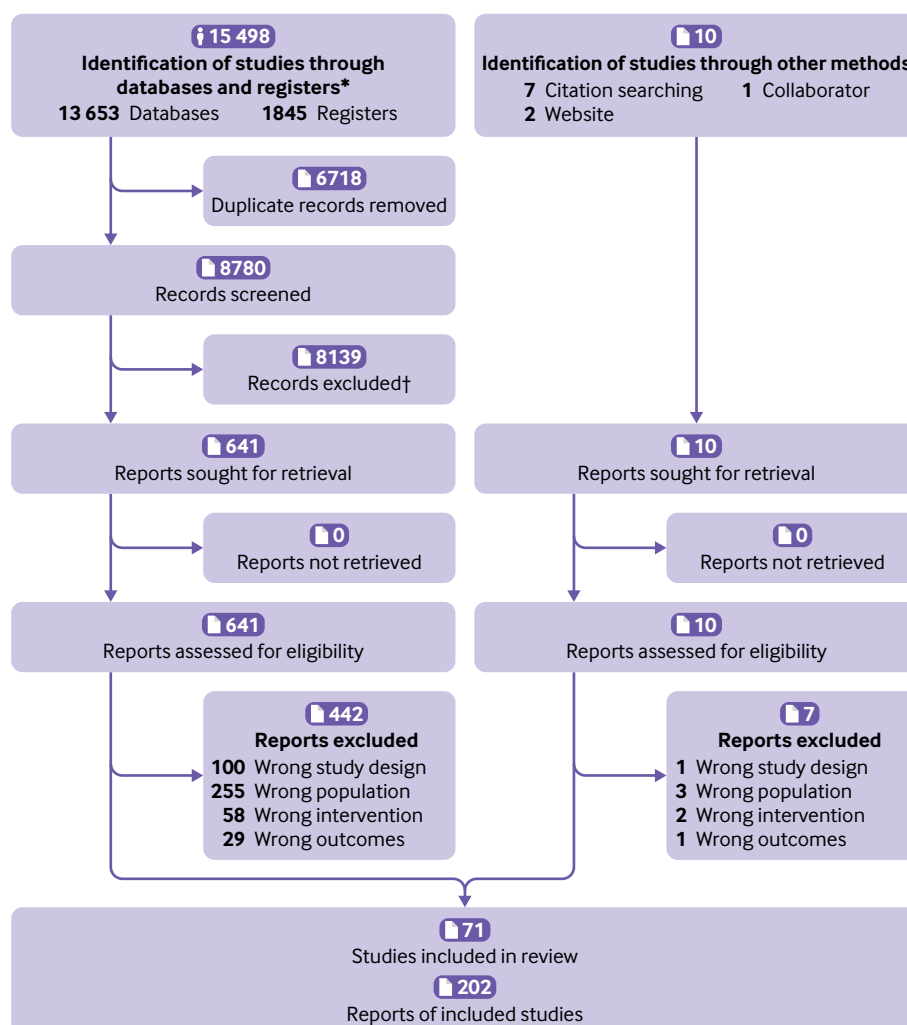 15 498
Identification of studies through
databases and registers*
13 653 Databases 1845 Registers
10
Identification of studies through other methods
7 Citation searching 1 Collaborator
2 Website
6718
Duplicate records removed
8780
Records screened
8139
Records excluded†
641
Reports sought for retrieval
10
Reports sought for retrieval
0
Reports not retrieved
0
Reports not retrieved
641
Reports assessed for eligibility
10
Reports assessed for eligibility
442
Reports excluded
100 Wrong study design
255 Wrong population
58 Wrong intervention
29 Wrong outcomes
7
Reports excluded
1 Wrong study design
3 Wrong population
2 Wrong intervention
1 Wrong outcomes
71
Studies included in review
202
Reports of included studies